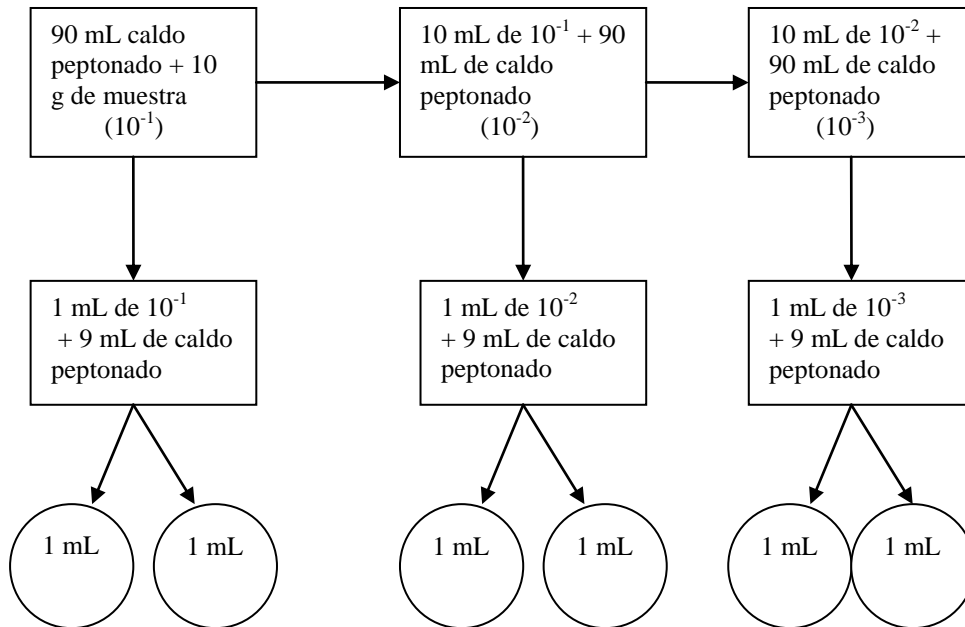 90 mL caldo
peptonado + 10
g de muestra
(10⁻¹)
10 mL de 10⁻¹ + 90
mL de caldo
peptonado
(10⁻²)
10 mL de 10⁻² +
90 mL de caldo
peptonado
(10⁻³)
1 mL de 10⁻¹
+ 9 mL de caldo
peptonado
1 mL de 10⁻²
+ 9 mL de caldo
peptonado
1 mL de 10⁻³
+ 9 mL de caldo
peptonado
1 mL
1 mL
1 mL
1 mL
1 mL
1 mL